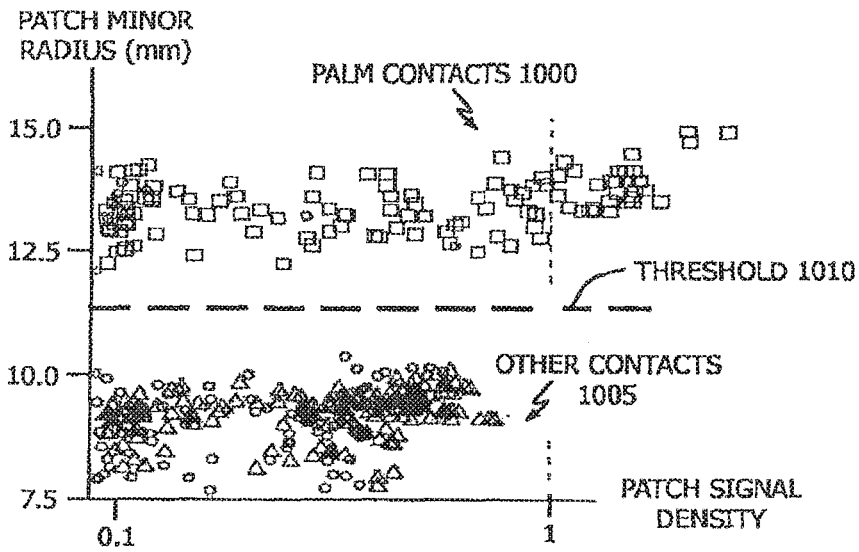 PATCH MINOR
RADIUS (mm)
PALM CONTACTS 1000
15.0
12.5
THRESHOLD 1010
10.0
OTHER CONTACTS
1005
7.5
PATCH SIGNAL
DENSITY
0.1
1